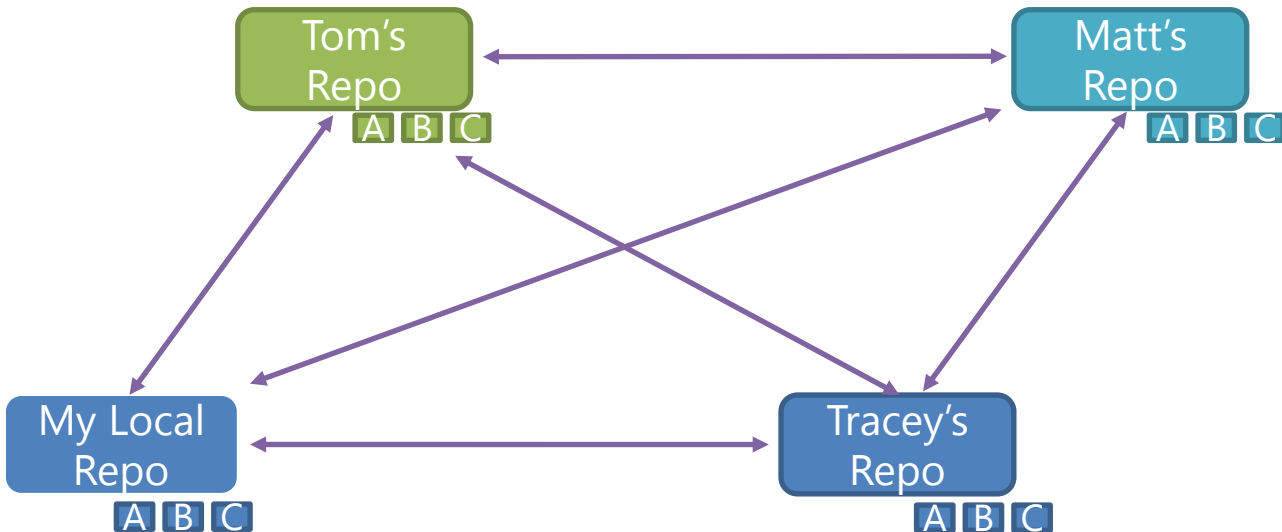 Tom’s
Repo
A B C
Matt’s
Repo
A B C
My Local
Repo
A B C
Tracey’s
Repo
A B C